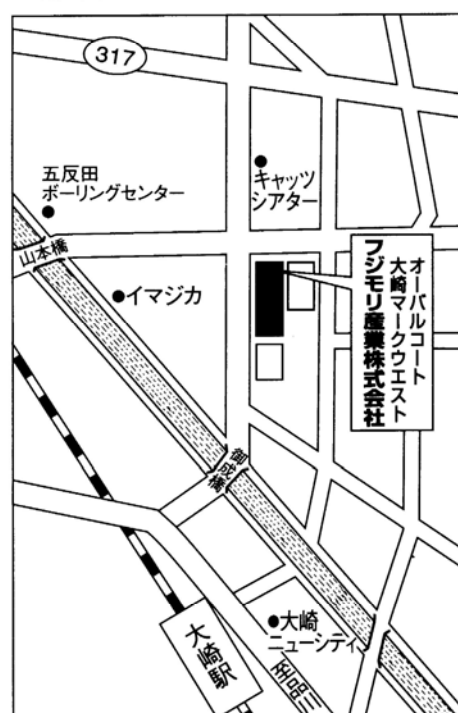 317
五反田
ボーリングセンター
キャッツ
シアター
山本橋
イマジカ
オーバルコート
大崎マークウエスト
フジモリ産業株式会社
御成橋
大崎
ニューシティ
大崎駅
至品川